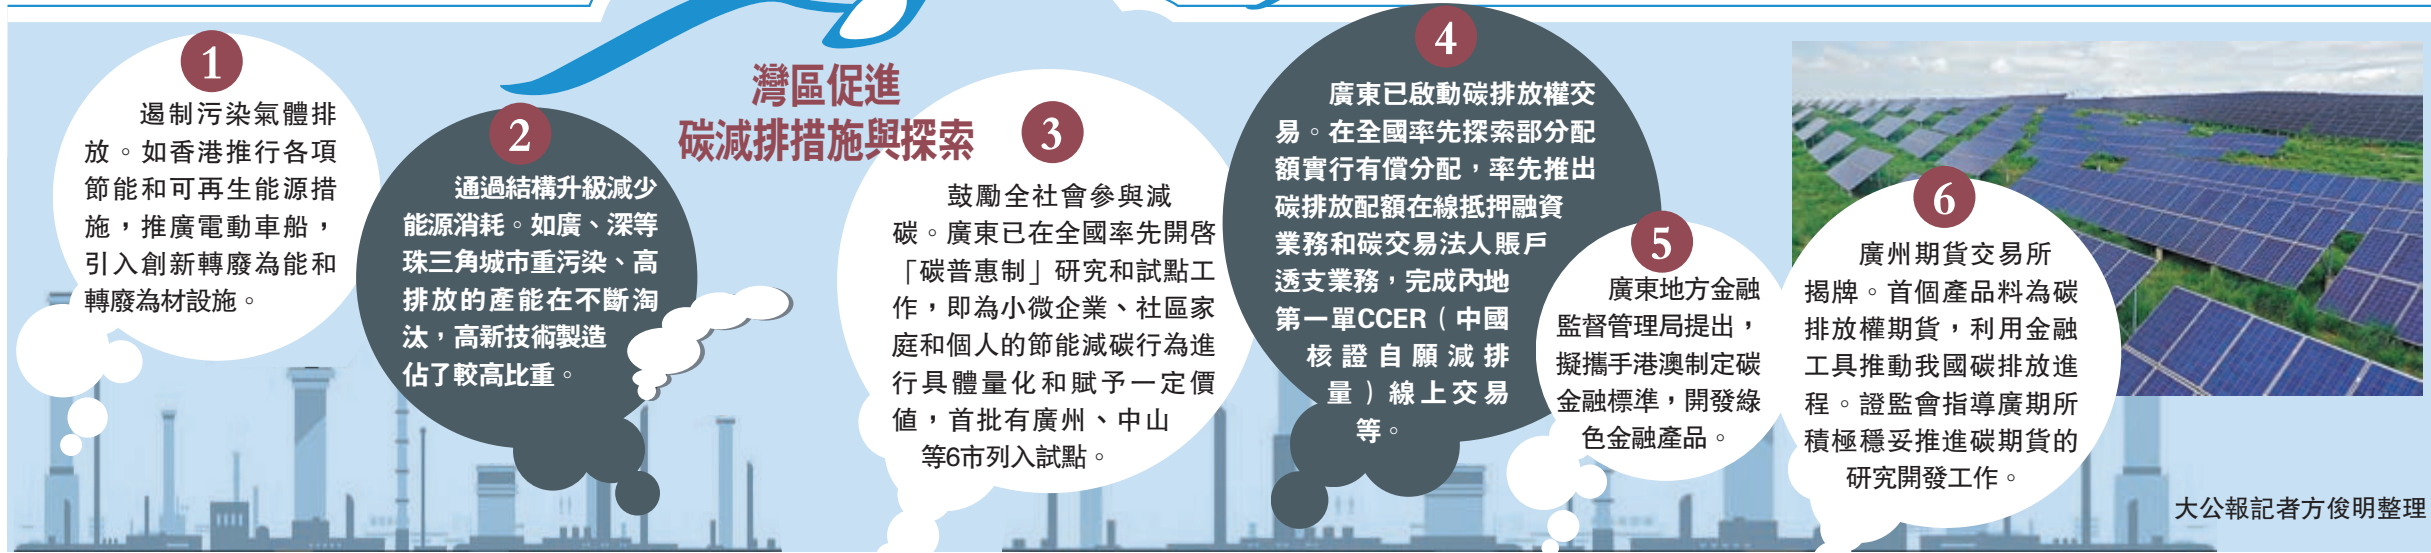 灣區促進
碳減排措施與探索
1
遏制污染氣體排
放。如香港推行各項
節能和可再生能源措
施，推廣電動車船，
引入創新轉廢為能和
轉廢為材設施。
2
通過結構升級減少
能源消耗。如廣、深等
珠三角城市重污染、高
排放的產能在不斷淘
汰，高新技術製造
佔了較高比重。
3
鼓勵全社會參與減
碳。廣東已在全國率先開啓
「碳普惠制」研究和試點工
作，即為小微企業、社區家
庭和個人的節能減碳行為進
行具體量化和賦予一定價
值，首批有廣州、中山
等6市列入試點。
4
廣東已啟動碳排放權交
易。在全國率先探索部分配
額實行有償分配，率先推出
碳排放配額在線抵押融資
業務和碳交易法人賬戶
透支業務，完成內地
第一單CCER（中國
核證自願減排
量）線上交易
等。
5
廣東地方金融
監督管理局提出，
擬攜手港澳制定碳
金融標準，開發綠
色金融產品。
6
廣州期貨交易所
揭牌。首個產品料為碳
排放權期貨，利用金融
工具推動我國碳排放進
程。證監會指導廣期所
積極穩妥推進碳期貨的
研究開發工作。
大公報記者方俊明整理